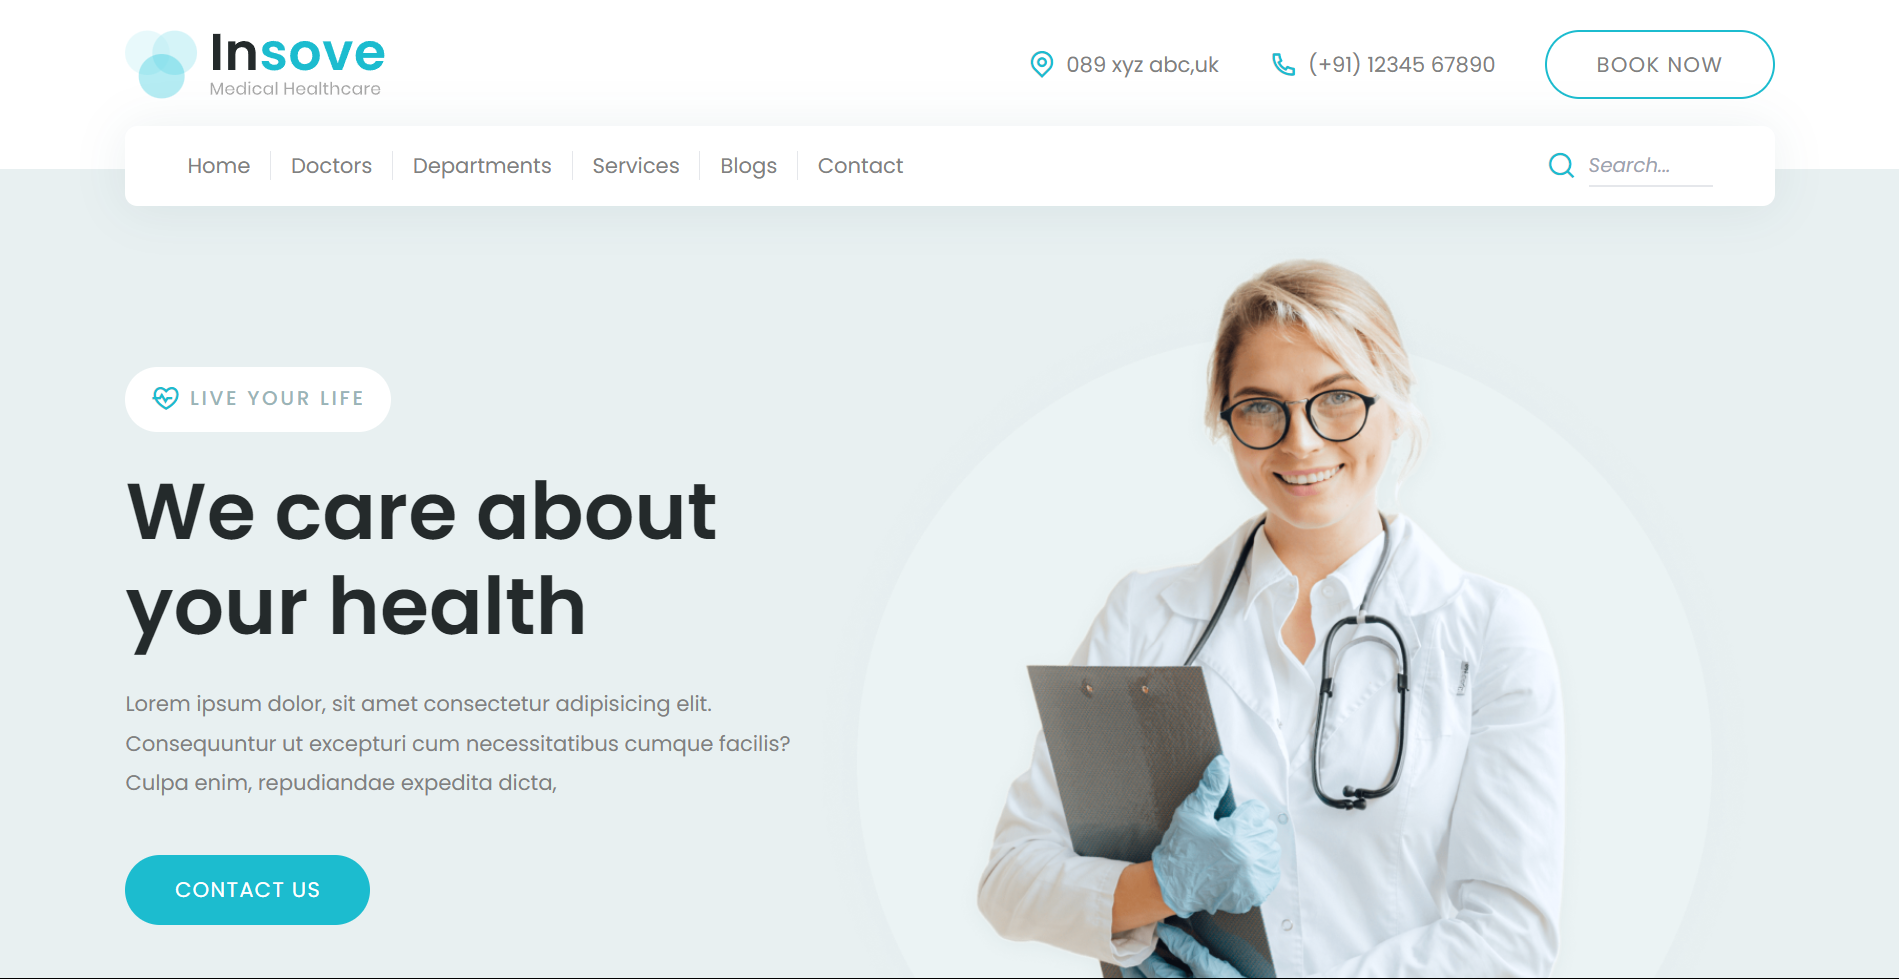 Insove
Medical Healthcare
089 xyz abc,uk
(+91) 12345 67890
BOOK NOW
Home
Doctors
Departments
Services
Blogs
Contact
Search...
LIVE YOUR LIFE
We care about
your health
Lorem ipsum dolor, sit amet consectetur adipisicing elit.
Consequuntur ut excepturi cum necessitatibus cumque facilis?
Culpa enim, repudiandae expedita dicta,
CONTACT US